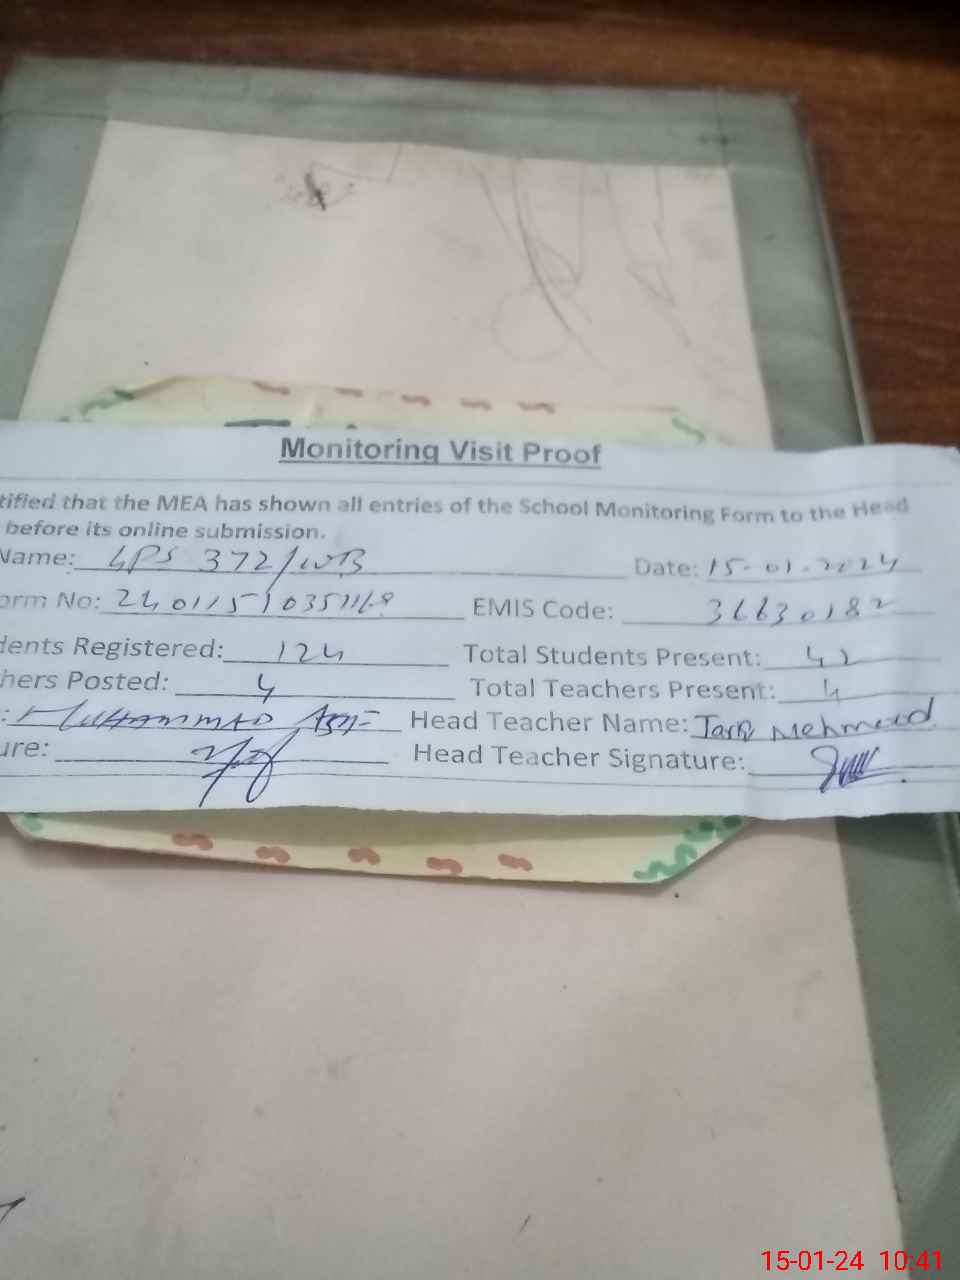 Monitoring Visit Proof
tified that the MEA has shown all entries of the School Monitoring Form to the Head
before its online submission.
Name: GPS 372/WB Date: 15-01-2024
orm No: EMIS Code: 36630182
dents Registered: 124 Total Students Present:
hers Posted: 4 Total Teachers Present: 4
: Muhammad Head Teacher Name: Tariq Mehmood
ure: Head Teacher Signature:
15-01-24 10:41